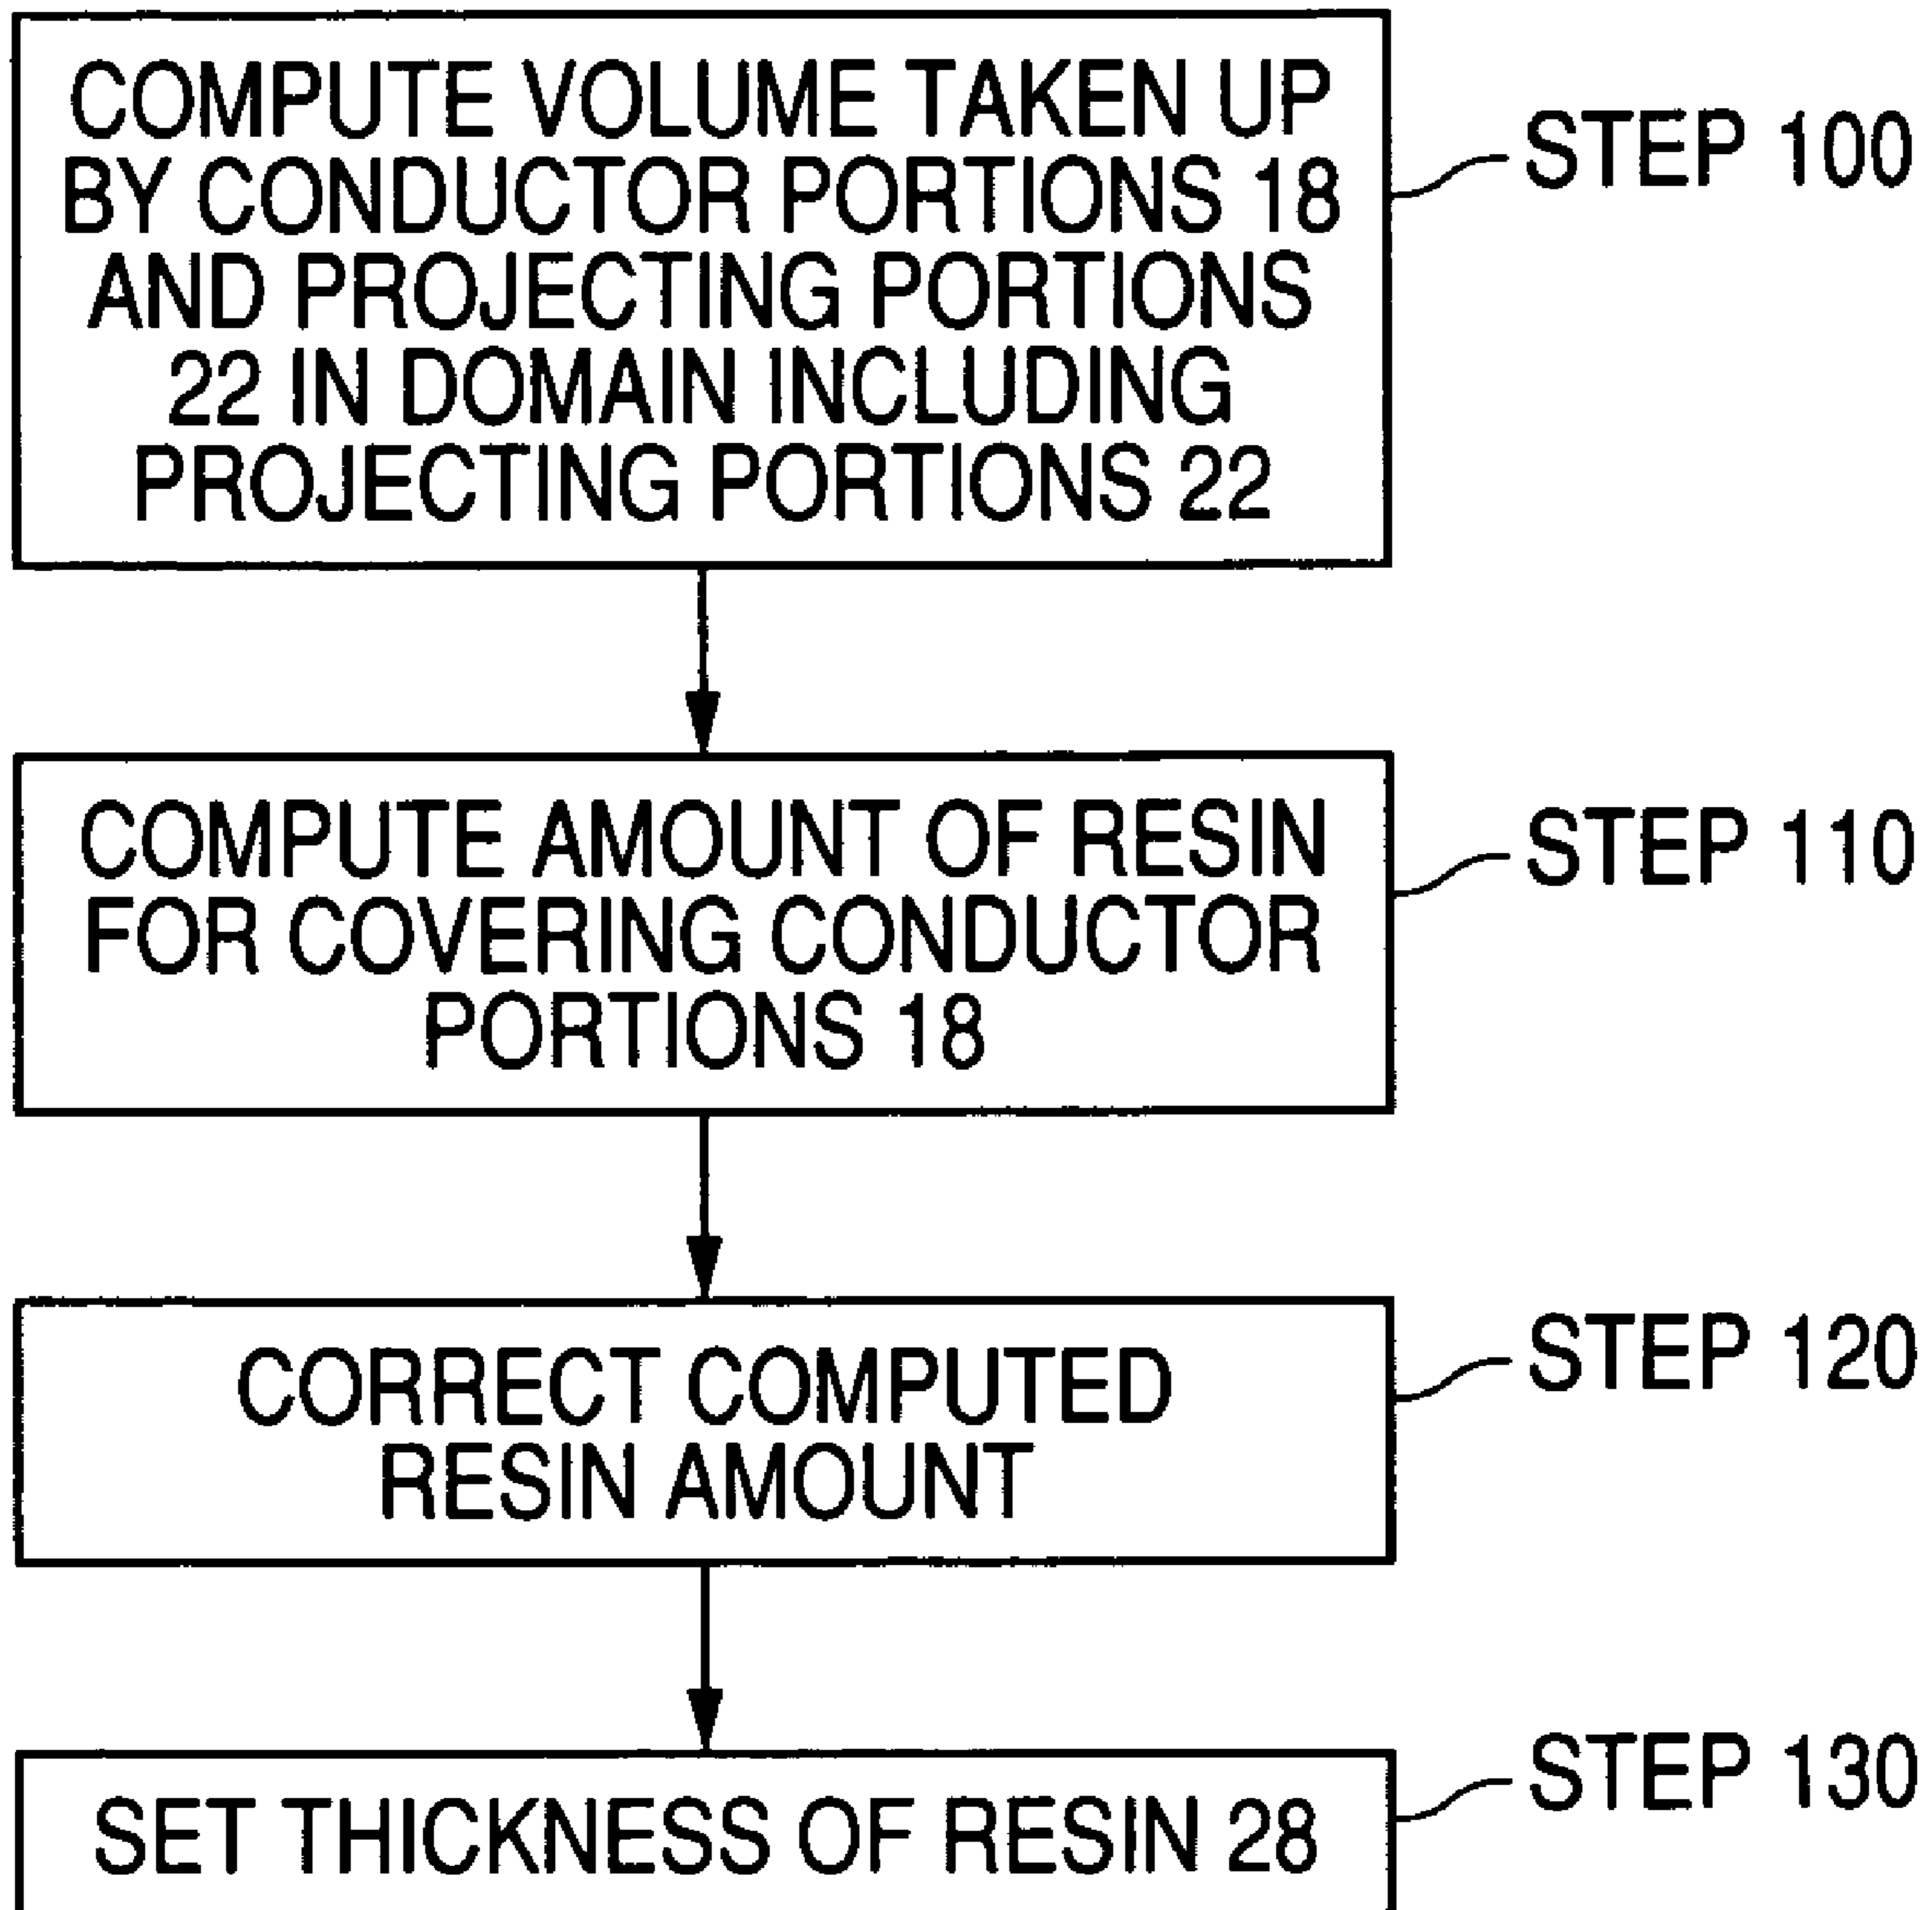 COMPUTE VOLUME TAKEN UP
BY CONDUCTOR PORTIONS 18
AND PROJECTING PORTIONS
22 IN DOMAIN INCLUDING
PROJECTING PORTIONS 22
STEP 100
COMPUTE AMOUNT OF RESIN
FOR COVERING CONDUCTOR
PORTIONS 18
STEP 110
CORRECT COMPUTED
RESIN AMOUNT
STEP 120
SET THICKNESS OF RESIN 28
STEP 130